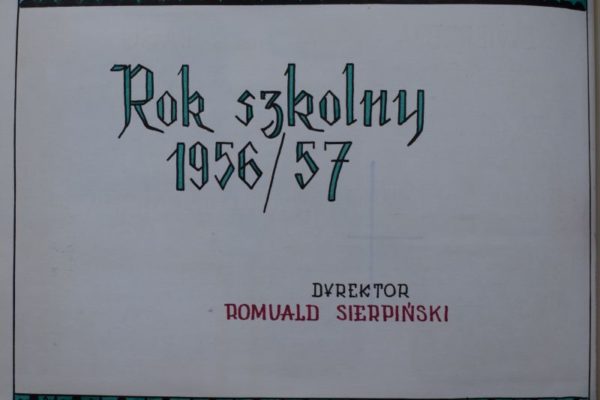 Rok szkolny
1956/57
DYREKTOR
ROMUALD SIERPIŃSKI